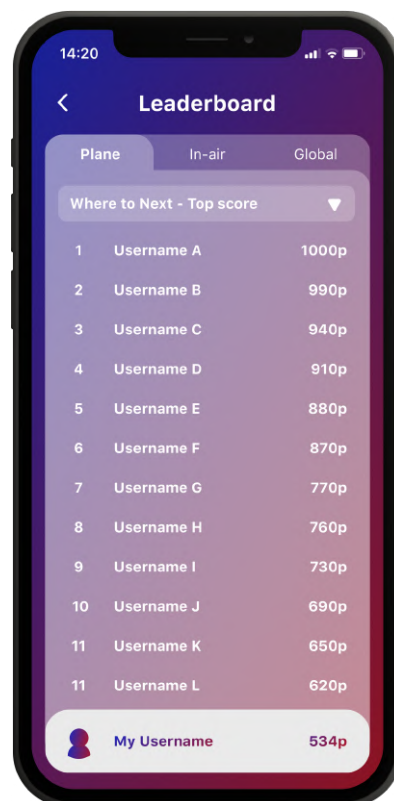 14:20
Leaderboard
Plane In-air Global
Where to Next - Top score
1 Username A 1000p
2 Username B 990p
3 Username C 940p
4 Username D 910p
5 Username E 880p
6 Username F 870p
7 Username G 770p
8 Username H 760p
9 Username I 730p
10 Username J 690p
11 Username K 650p
11 Username L 620p
My Username 534p